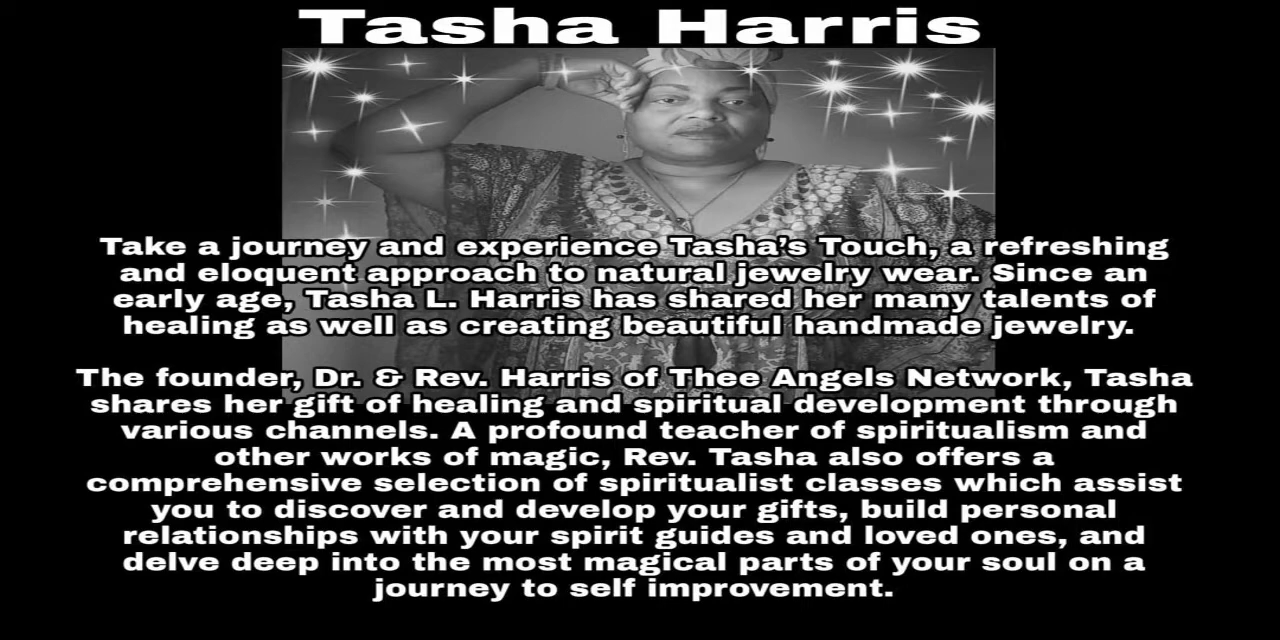 Tasha Harris
Take a journey and experience Tasha's Touch, a refreshing
and eloquent approach to natural jewelry wear. Since an
early age, Tasha L. Harris has shared her many talents of
healing as well as creating beautiful handmade jewelry.
The founder, Dr. & Rev. Harris of Thee Angels Network, Tasha
shares her gift of healing and spiritual development through
various channels. A profound teacher of spiritualism and
other works of magic, Rev. Tasha also offers a
comprehensive selection of spiritualist classes which assist
you to discover and develop your gifts, build personal
relationships with your spirit guides and loved ones, and
delve deep into the most magical parts of your soul on a
journey to self improvement.